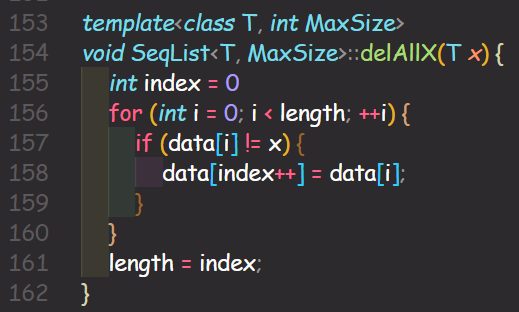 153 template<class T, int MaxSize>
154 void SeqList<T, MaxSize>::delAllX(T x) {
155 int index = 0
156 for (int i = 0; i < length; ++i) {
157 if (data[i] != x) {
158 data[index++] = data[i];
159 }
160 }
161 length = index;
162 }